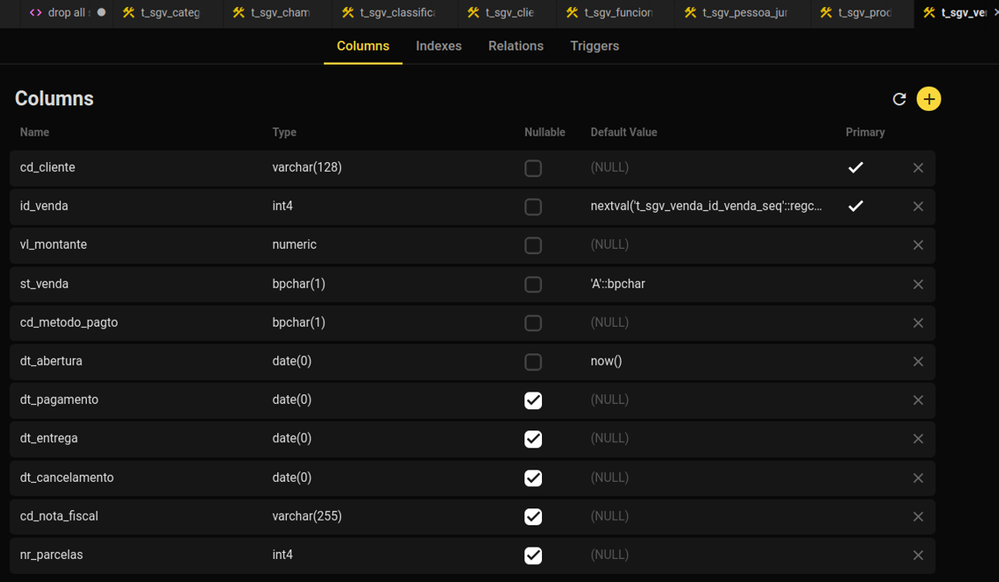 drop all t_sgv_categ t_sgv_cham t_sgv_classific t_sgv_clie t_sgv_funcion t_sgv_pessoa_jur t_sgv_prod t_sgv_ve
Columns Indexes Relations Triggers
Columns
Name Type Nullable Default Value Primary
cd_cliente varchar(128) (NULL)
id_venda int4 nextval('t_sgv_venda_id_venda_seq'::regc...
vl_montante numeric (NULL)
st_venda bpchar(1) 'A'::bpchar
cd_metodo_pagto bpchar(1) (NULL)
dt_abertura date(0) now()
dt_pagamento date(0) (NULL)
dt_entrega date(0) (NULL)
dt_cancelamento date(0) (NULL)
cd_nota_fiscal varchar(255) (NULL)
nr_parcelas int4 (NULL)